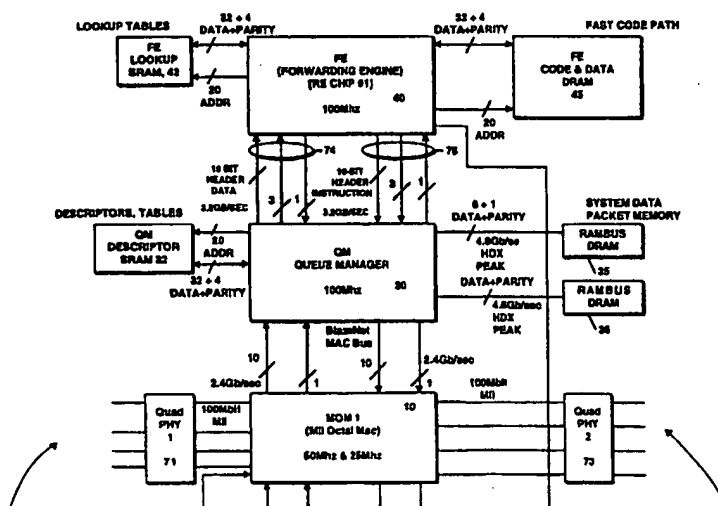 LOOKUP TABLES
32 + 4
DATA+PARITY
FE
LOOKUP
SRAM, 42
20
ADDR
FE
(FORWARDING ENGINE)
[RE CHIP #1]
40
100Mhz
32 + 4
DATA+PARITY
FAST CODE PATH
FE
CODE & DATA
DRAM
45
20
ADDR
74
75
16 BIT
HEADER
DATA
3.2GB/SEC
3
1
16-BIT
HEADER
INSTRUCTION
3.2GB/SEC
3
1
DESCRIPTORS, TABLES
QM
DESCRIPTOR
SRAM 32
20
ADDR
32 + 4
DATA+PARITY
QM
QUEUE MANAGER
100Mhz
30
8 + 1
DATA+PARITY
4.8Gb/sec
HDX
PEAK
SYSTEM DATA
PACKET MEMORY
RAMBUS
DRAM
35
DATA+PARITY
4.8Gb/sec
HDX
PEAK
RAMBUS
DRAM
36
BlazeNet
MAC Bus
10
2.4Gb/sec
1
10
2.4Gb/sec
1
100Mbit
MII
Quad
PHY
1
71
MOM 1
(MII Octal Mac)
10
50Mhz & 25Mhz
100Mbit
MII
Quad
PHY
2
73